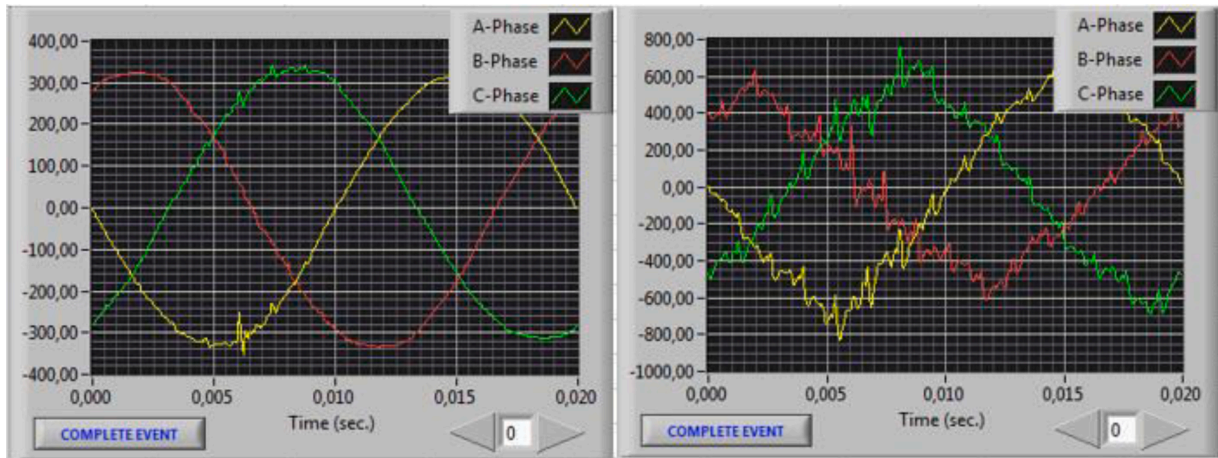 A-Phase
B-Phase
C-Phase
400,00
300,00
200,00
100,00
0,00
-100,00
-200,00
-300,00
-400,00
0,000 0,005 0,010 0,015 0,020
Time (sec.)
COMPLETE EVENT
0
A-Phase
B-Phase
C-Phase
800,00
600,00
400,00
200,00
0,00
-200,00
-400,00
-600,00
-800,00
-1000,00
0,000 0,005 0,010 0,015 0,020
Time (sec.)
COMPLETE EVENT
0